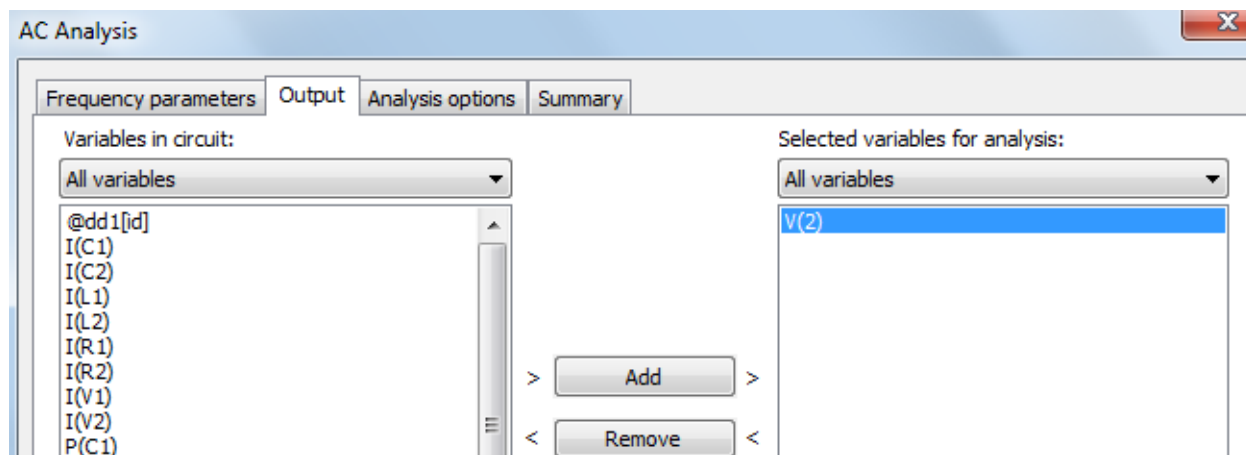 AC Analysis
Frequency parameters Output Analysis options Summary
Variables in circuit:
All variables
@dd1[id]
I(C1)
I(C2)
I(L1)
I(L2)
I(R1)
I(R2)
I(V1)
I(V2)
P(C1)
> Add >
< Remove <
Selected variables for analysis:
All variables
V(2)